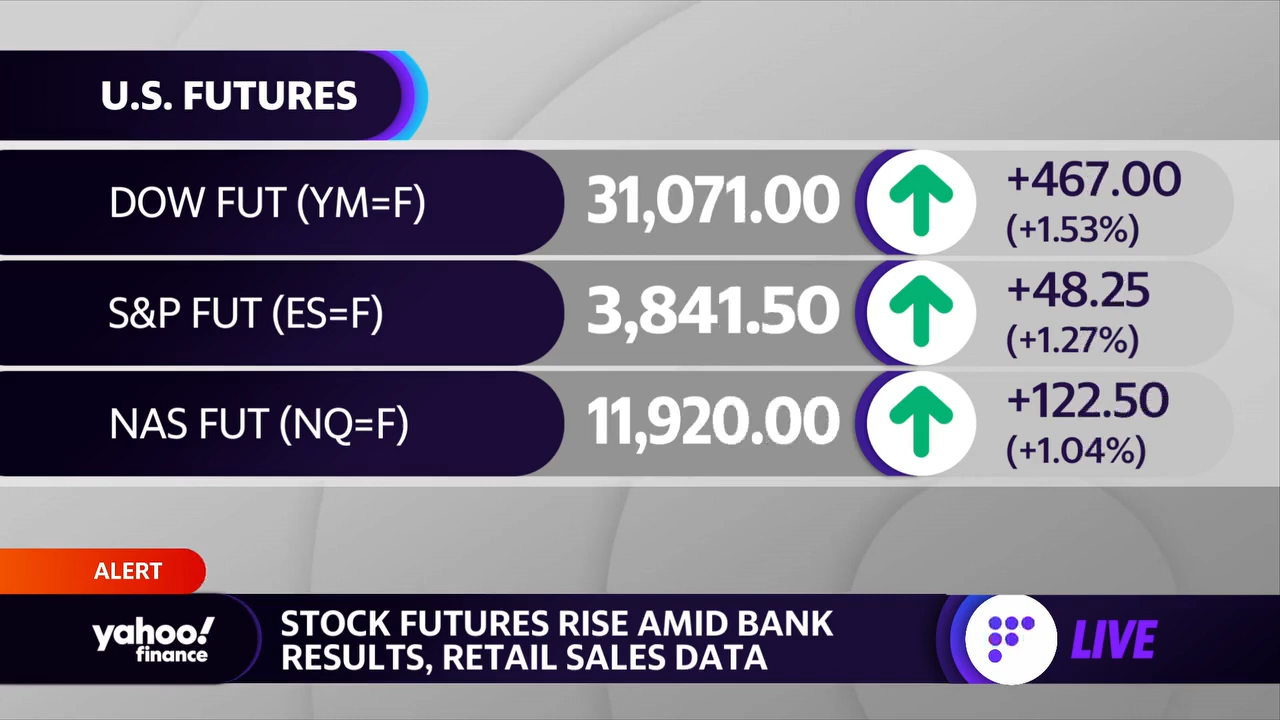 U.S. FUTURES
DOW FUT (YM=F) 31,071.00 +467.00
(+1.53%)
S&P FUT (ES=F) 3,841.50 +48.25
(+1.27%)
NAS FUT (NQ=F) 11,920.00 +122.50
(+1.04%)
ALERT
yahoo!
finance
STOCK FUTURES RISE AMID BANK
RESULTS, RETAIL SALES DATA
LIVE